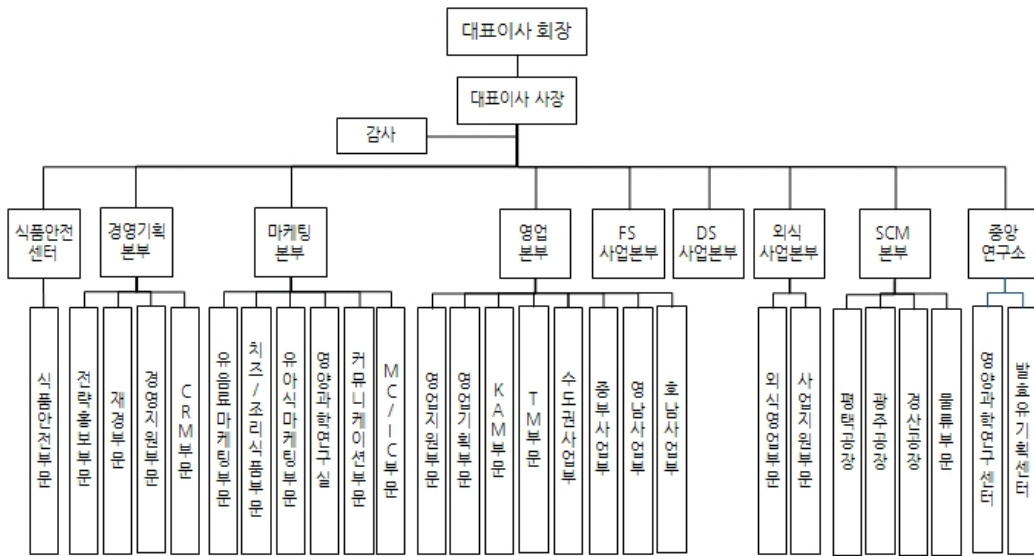 대표이사 회장
대표이사 사장
감사
식품안전
센터
경영기획
본부
마케팅
본부
영업
본부
FS
사업본부
DS
사업본부
외식
사업본부
SCM
본부
중앙
연구소
식품안전부문
전략홍보부문
재경부문
경영지원부문
CRM부문
유음료마케팅부문
치즈/조리식품부문
유아식마케팅부문
영양과학연구실
커뮤니케이션부문
MC/IC부문
영업지원부문
영업기획부문
KAM부문
TM부문
수도권사업부
중부사업부
영남사업부
호남사업부
외식영업부문
사업지원부문
평택공장
광주공장
경산공장
물류부문
영양과학연구센터
발효유기획센터